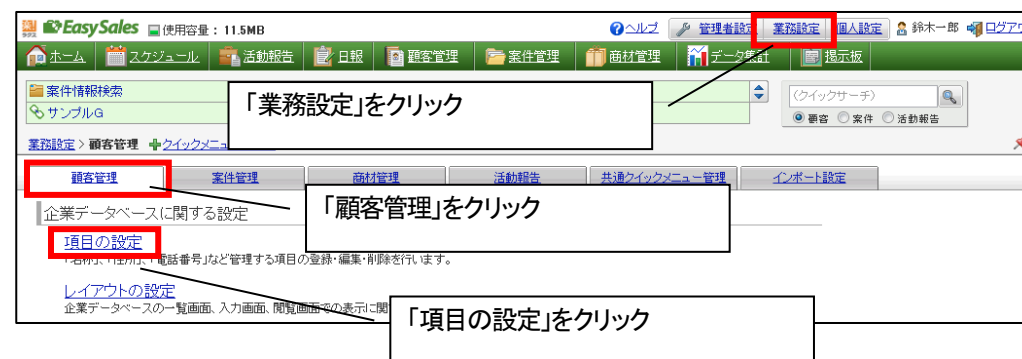 ラクス EasySales 使用容量： 11.5MB ヘルプ 管理者設定 業務設定 個人設定 鈴木一郎 ログアウ
ホーム スケジュール 活動報告 日報 顧客管理 案件管理 商材管理 データ集計 掲示板
案件情報検索
サンプルG
(クイックサーチ)
顧客 案件 活動報告
「業務設定」をクリック
業務設定 > 顧客管理 クイックメニュー
顧客管理 案件管理 商材管理 活動報告 共通クイックメニュー管理 インポート設定
企業データベースに関する設定
「顧客管理」をクリック
項目の設定
「名称」、「住所」、「電話番号」など管理する項目の登録・編集・削除を行います。
レイアウトの設定
企業データベースの一覧画面、入力画面、閲覧画面での表示に関
「項目の設定」をクリック